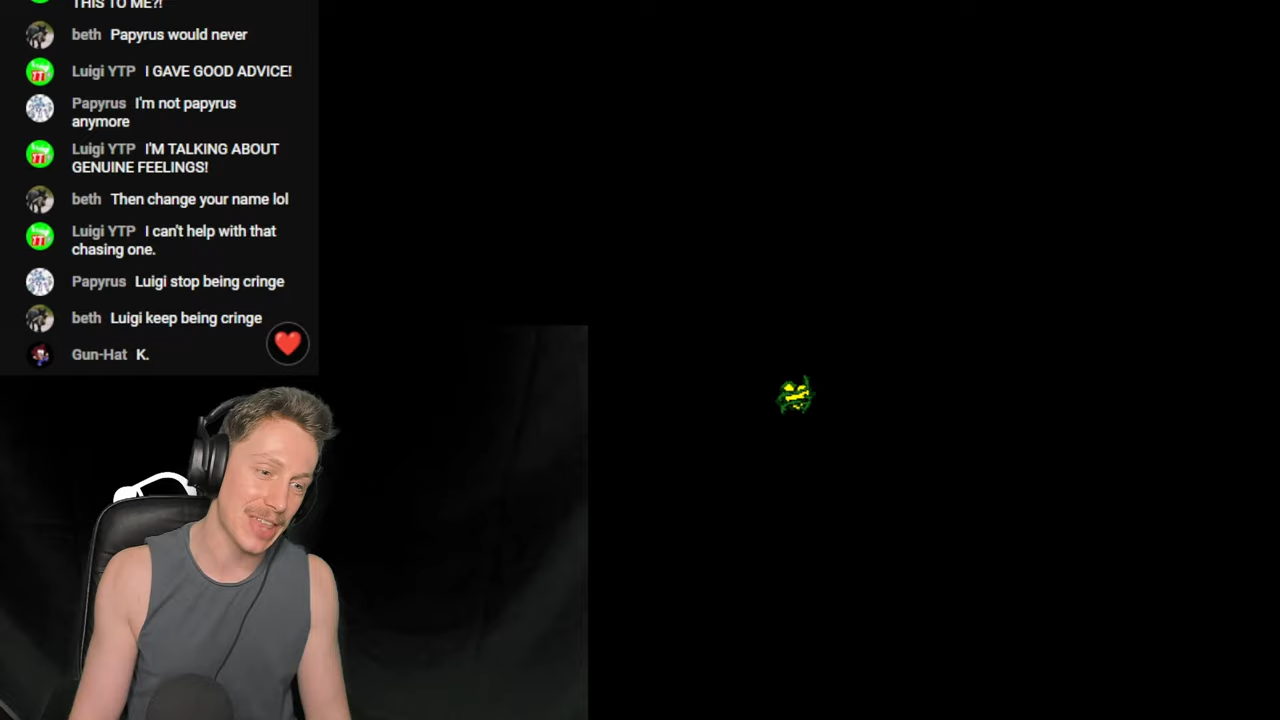 THIS TO ME?!
beth Papyrus would never
Luigi YTP I GAVE GOOD ADVICE!
Papyrus I'm not papyrus
anymore
Luigi YTP I'M TALKING ABOUT
GENUINE FEELINGS!
beth Then change your name lol
Luigi YTP I can't help with that
chasing one.
Papyrus Luigi stop being cringe
beth Luigi keep being cringe
Gun-Hat K.